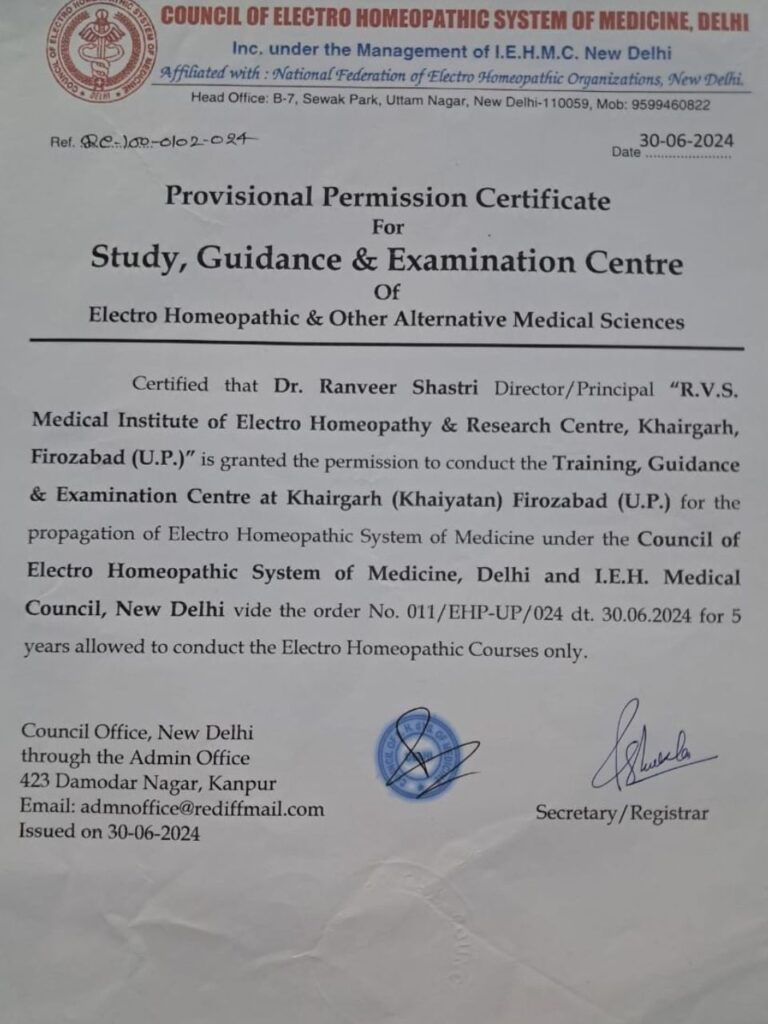 COUNCIL OF ELECTRO HOMEOPATHIC SYSTEM OF MEDICINE, DELHI
Inc. under the Management of I.E.H.M.C. New Delhi
Affiliated with : National Federation of Electro Homeopathic Organizations, New Delhi.
Head Office: B-7, Sewak Park, Uttam Nagar, New Delhi-110059, Mob: 9599460822
Ref.
30-06-2024
Date ........................
Provisional Permission Certificate
For
Study, Guidance & Examination Centre
Of
Electro Homeopathic & Other Alternative Medical Sciences
Certified that Dr. Ranveer Shastri Director/Principal "R.V.S.
Medical Institute of Electro Homeopathy & Research Centre, Khairgarh,
Firozabad (U.P.)" is granted the permission to conduct the Training, Guidance
& Examination Centre at Khairgarh (Khaiyatan) Firozabad (U.P.) for the
propagation of Electro Homeopathic System of Medicine under the Council of
Electro Homeopathic System of Medicine, Delhi and I.E.H. Medical
Council, New Delhi vide the order No. 011/EHP-UP/024 dt. 30.06.2024 for 5
years allowed to conduct the Electro Homeopathic Courses only.
Council Office, New Delhi
through the Admin Office
423 Damodar Nagar, Kanpur
Email: admnoffice@rediffmail.com
Issued on 30-06-2024
Secretary/Registrar